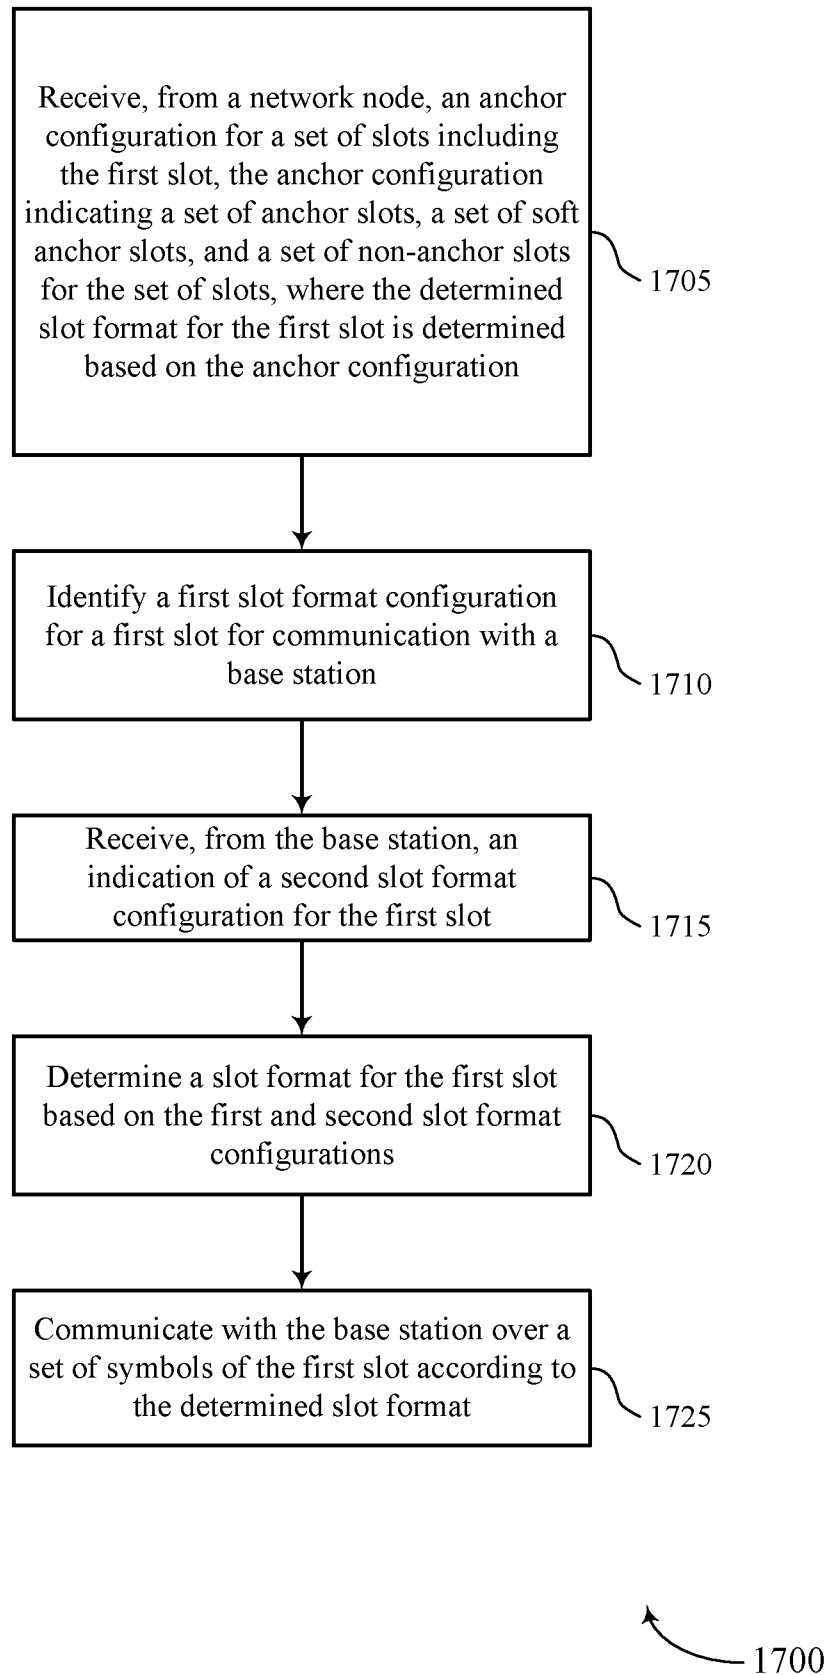 Receive, from a network node, an anchor
configuration for a set of slots including
the first slot, the anchor configuration
indicating a set of anchor slots, a set of soft
anchor slots, and a set of non-anchor slots
for the set of slots, where the determined
slot format for the first slot is determined
based on the anchor configuration
1705
Identify a first slot format configuration
for a first slot for communication with a
base station
1710
Receive, from the base station, an
indication of a second slot format
configuration for the first slot
1715
Determine a slot format for the first slot
based on the first and second slot format
configurations
1720
Communicate with the base station over a
set of symbols of the first slot according to
the determined slot format
1725
1700